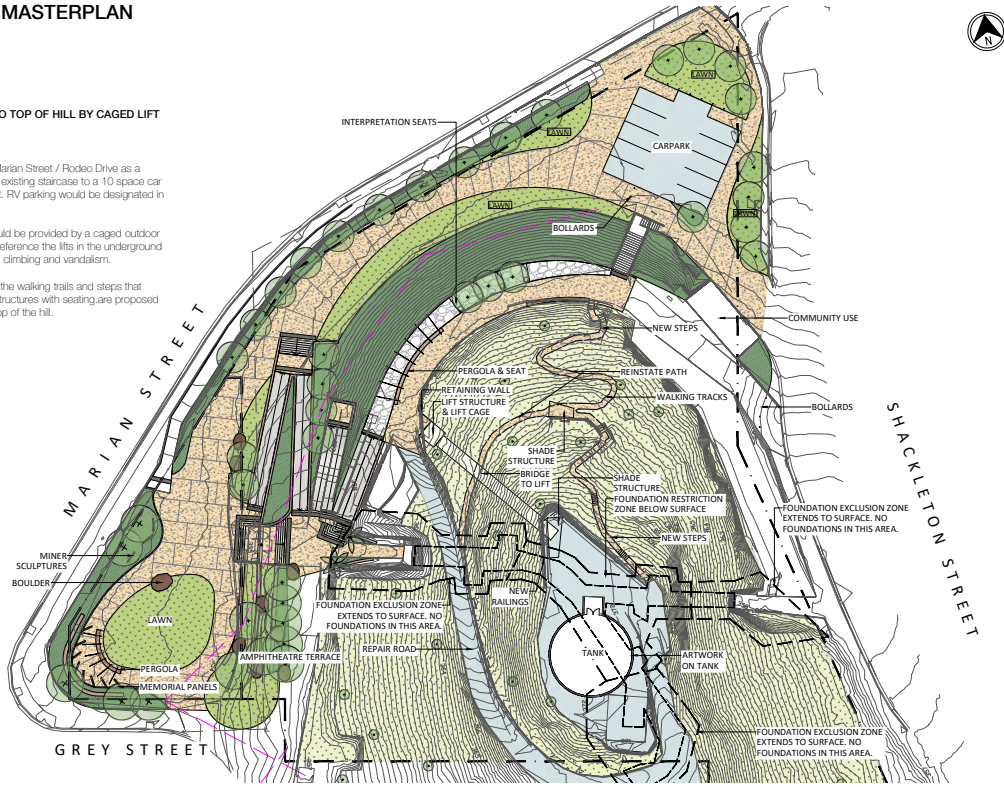 MASTERPLAN
N
O TOP OF HILL BY CAGED LIFT
Marian Street / Rodeo Drive as a
existing staircase to a 10 space car
t. RV parking would be designated in
uld be provided by a caged outdoor
eference the lifts in the underground
climbing and vandalism.
the walking trails and steps that
structures with seating.are proposed
op of the hill.
INTERPRETATION SEATS
LAWN
LAWN
CARPARK
LAWN
LAWN
BOLLARDS
COMMUNITY USE
NEW STEPS
PERGOLA & SEAT
REINSTATE PATH
RETAINING WALL
WALKING TRACKS
LIFT STRUCTURE
& LIFT CAGE
BOLLARDS
MARIAN STREET
SHACKLETON STREET
SHADE
STRUCTURE
BRIDGE
TO LIFT
SHADE
STRUCTURE
FOUNDATION RESTRICTION
ZONE BELOW SURFACE
FOUNDATION EXCLUSION ZONE
EXTENDS TO SURFACE. NO
FOUNDATIONS IN THIS AREA.
NEW STEPS
MINER
SCULPTURES
BOULDER
NEW
RAILINGS
FOUNDATION EXCLUSION ZONE
EXTENDS TO SURFACE. NO
FOUNDATIONS IN THIS AREA.
LAWN
REPAIR ROAD
TANK
ARTWORK
ON TANK
AMPHITHEATRE TERRACE
PERGOLA
MEMORIAL PANELS
FOUNDATION EXCLUSION ZONE
EXTENDS TO SURFACE. NO
FOUNDATIONS IN THIS AREA.
GREY STREET